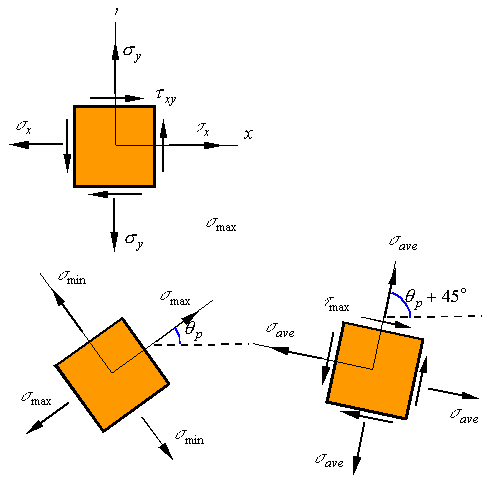 σy
τxy
σx
σx
x
σy
σmax
σave
σmin
σmax
θp + 45°
τmax
θp
σave
σmax
σave
σmin
σave